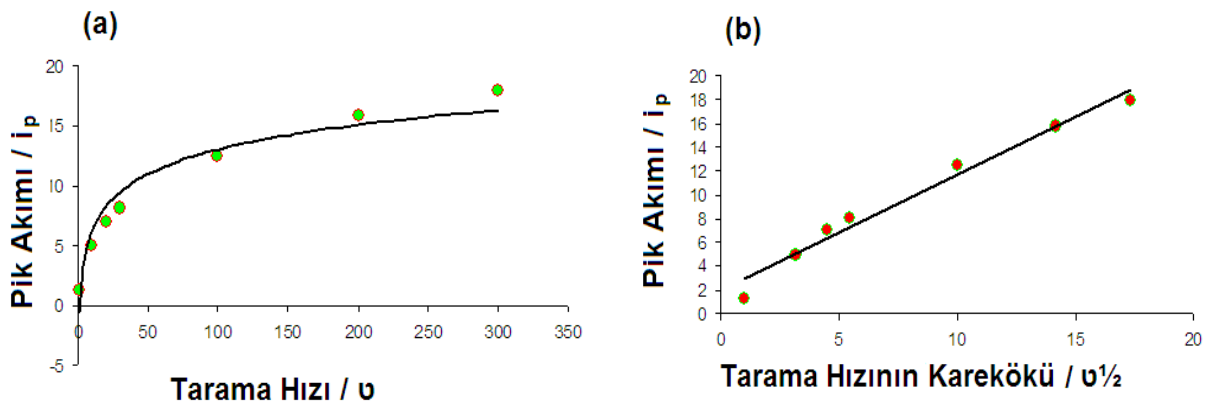 (a)
20
15
10
5
0
-5
0 50 100 150 200 250 300 350
Pik Akımı / ip
Tarama Hızı / υ
(b)
20
18
16
14
12
10
8
6
4
2
0
0 5 10 15 20
Pik Akımı / ip
Tarama Hızının Karekökü / υ½